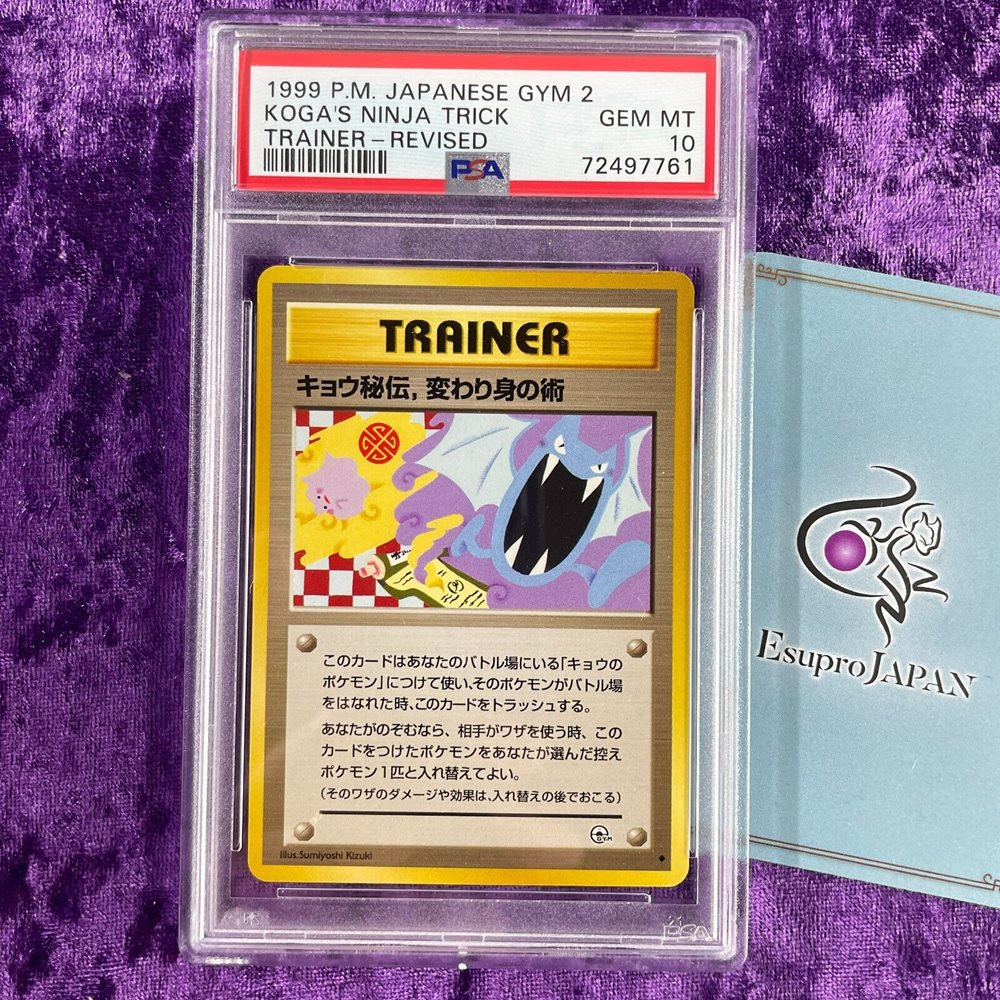 1999 P.M. JAPANESE GYM 2
KOGA'S NINJA TRICK GEM MT
TRAINER-REVISED 10
PSA 72497761
TRAINER
キョウ秘伝,変わり身の術
このカードはあなたのバトル場にいる「キョウの
ポケモン」につけて使い、そのポケモンがバトル場
をはなれた時、このカードをトラッシュする。
あなたがのぞむなら、相手がワザを使う時、この
カードをつけたポケモンをあなたが選んだ控え
ポケモン1匹と入れ替えてよい。
(そのワザのダメージや効果は、入れ替えの後でおこる)
GYM
Illus.Sumiyoshi Kizuki
PSA
EsuproJAPAN